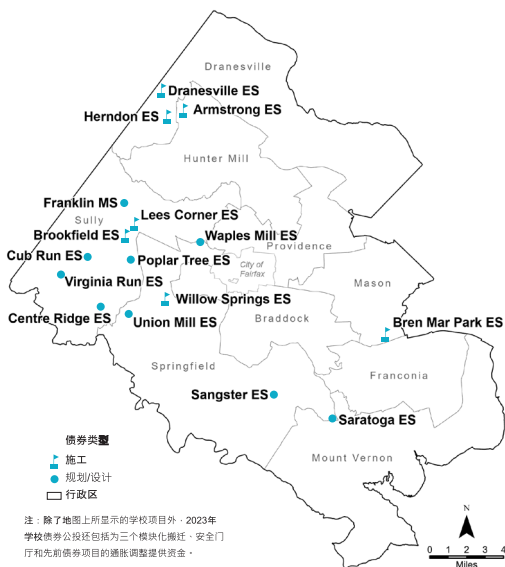 Dranesville
Dranesville ES
Armstrong ES
Herndon ES
Hunter Mill
Franklin MS
Lees Corner ES
Sully
Brookfield ES
Waples Mill ES
Providence
Cub Run ES
Poplar Tree ES
City of
Fairfax
Virginia Run ES
Mason
Willow Springs ES
Centre Ridge ES
Union Mill ES
Braddock
Bren Mar Park ES
Springfield
Franconia
Sangster ES
Saratoga ES
Mount Vernon
债券类型
施工
规划/设计
行政区
注：除了地图上所显示的学校项目外，2023年
学校债券公投还包括为三个模块化搬迁，安全门
厅和先前债券项目的通胀调整提供资金。
N
0 1 2 3 4
Miles